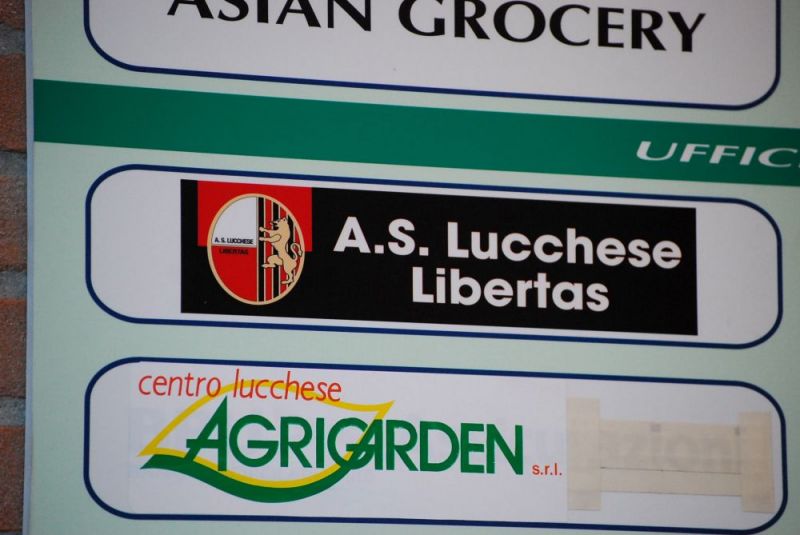 ASIAN GROCERY
UFFIC
A.S. LUCCHESE
LIBERTAS
A.S. Lucchese
Libertas
centro lucchese
AGRIGARDEN s.r.l.